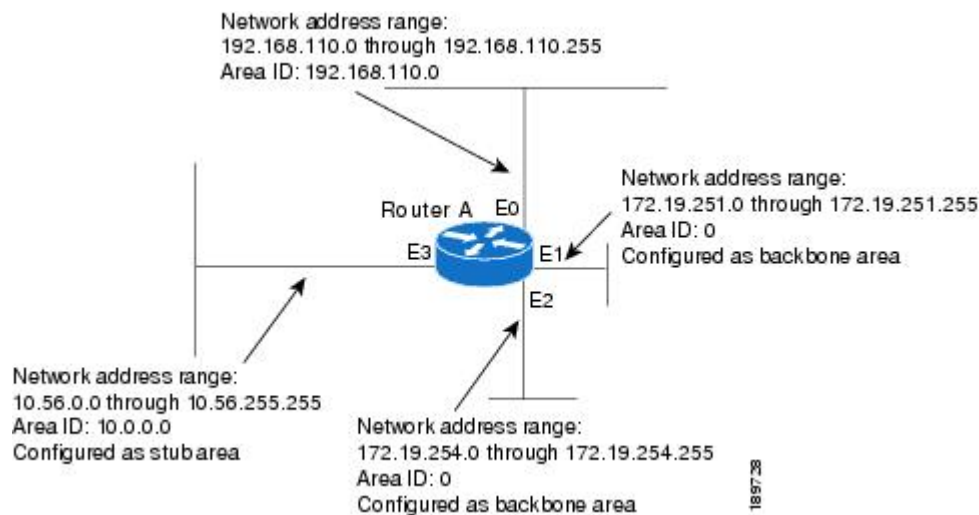 Network address range:
192.168.110.0 through 192.168.110.255
Area ID: 192.168.110.0
Network address range:
172.19.251.0 through 172.19.251.255
Area ID: 0
Configured as backbone area
Router A
E0
E3
E1
E2
Network address range:
10.56.0.0 through 10.56.255.255
Area ID: 10.0.0.0
Configured as stub area
Network address range:
172.19.254.0 through 172.19.254.255
Area ID: 0
Configured as backbone area
189728